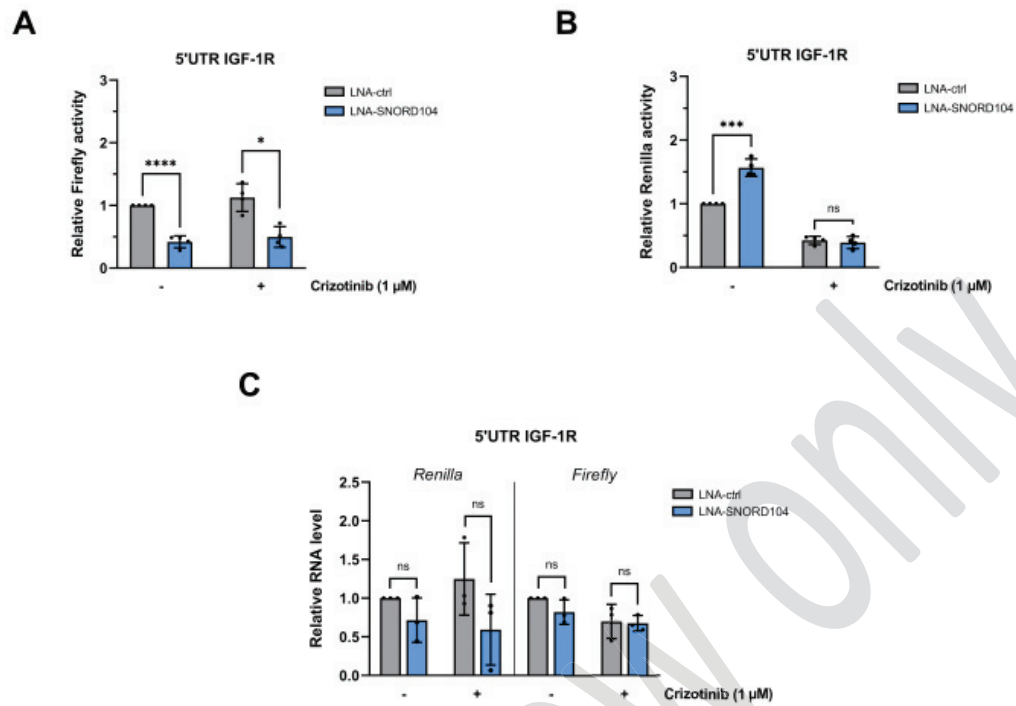 A
5'UTR IGF-1R
3
2
1
0
Relative Firefly activity
****
*
LNA-ctrl
LNA-SNORD104
-
+
Crizotinib (1 µM)
B
5'UTR IGF-1R
3
2
1
0
Relative Renilla activity
***
ns
LNA-ctrl
LNA-SNORD104
-
+
Crizotinib (1 µM)
C
5'UTR IGF-1R
Renilla
Firefly
2.5
2.0
1.5
1.0
0.5
0.0
Relative RNA level
ns
ns
ns
ns
LNA-ctrl
LNA-SNORD104
-
+
-
+
Crizotinib (1 µM)
only